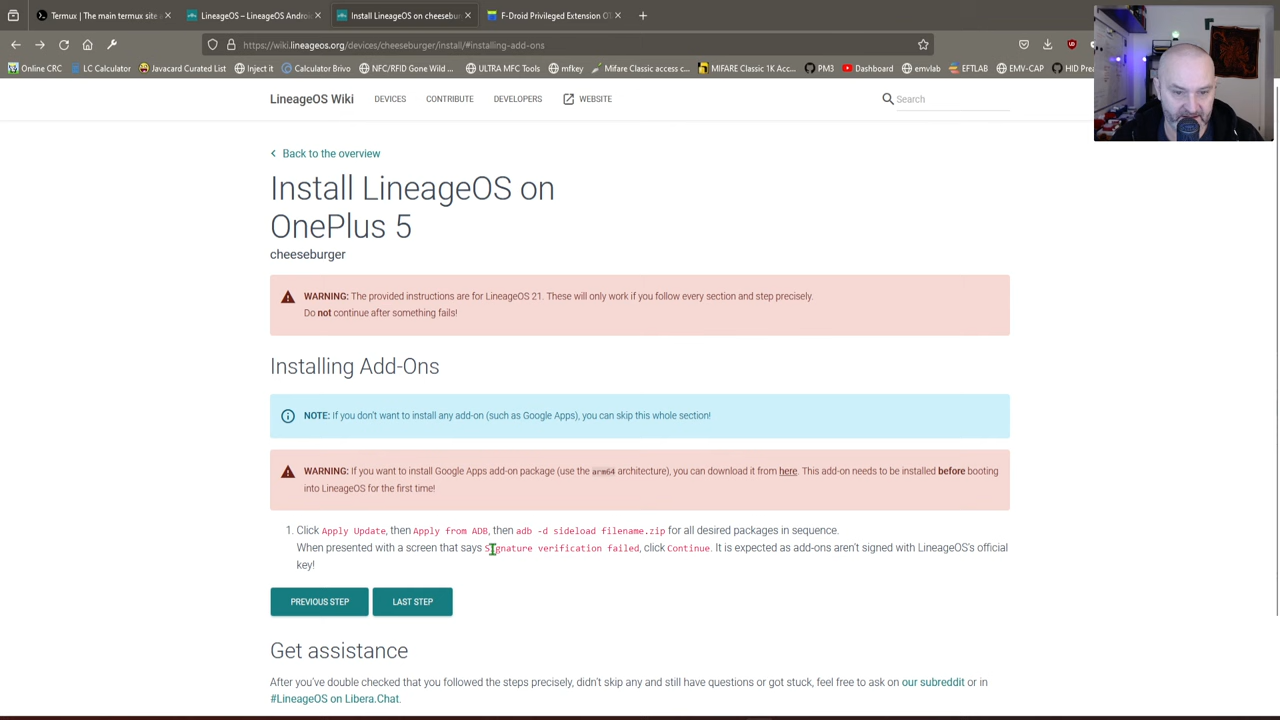 Termux | The main termux site a
LineageOS – LineageOS Androi
Install LineageOS on cheesebur
F-Droid Privileged Extension OT
https://wiki.lineageos.org/devices/cheeseburger/install/#installing-add-ons
Online CRC
LC Calculator
Javacard Curated List
Inject it
Calculator Brivo
NFC/RFID Gone Wild ...
ULTRA MFC Tools
mfkey
Mifare Classic access c...
MIFARE Classic 1K Acc...
PM3
Dashboard
emvlab
EFTLAB
EMV-CAP
HID Pre
LineageOS Wiki
DEVICES
CONTRIBUTE
DEVELOPERS
WEBSITE
Search
Back to the overview
Install LineageOS on
OnePlus 5
cheeseburger
WARNING: The provided instructions are for LineageOS 21. These will only work if you follow every section and step precisely.
Do not continue after something fails!
Installing Add-Ons
NOTE: If you don't want to install any add-on (such as Google Apps), you can skip this whole section!
WARNING: If you want to install Google Apps add-on package (use the arm64 architecture), you can download it from here. This add-on needs to be installed before booting
into LineageOS for the first time!
1. Click Apply Update, then Apply from ADB, then adb -d sideload filename.zip for all desired packages in sequence.
When presented with a screen that says Signature verification failed, click Continue. It is expected as add-ons aren't signed with LineageOS's official
key!
PREVIOUS STEP
LAST STEP
Get assistance
After you've double checked that you followed the steps precisely, didn't skip any and still have questions or got stuck, feel free to ask on our subreddit or in
#LineageOS on Libera.Chat.